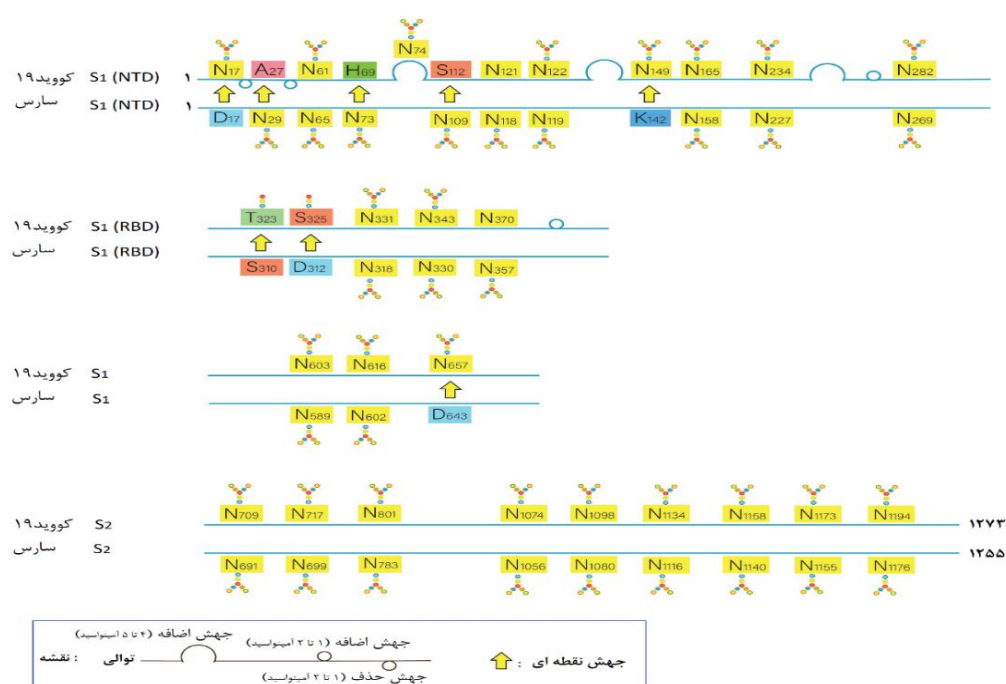 N74
کووید۱۹ S1 (NTD) ۱ N17 A27 N61 H69 S112 N121 N122 N149 N165 N234 N282
سارس S1 (NTD) ۱ D17 N29 N65 N73 N109 N118 N119 K142 N158 N227 N269
کووید۱۹ S1 (RBD) T323 S325 N331 N343 N370
سارس S1 (RBD) S310 D312 N318 N330 N357
کووید۱۹ S1 N603 N616 N657
سارس S1 N589 N602 D643
کووید۱۹ S2 N709 N717 N801 N1074 N1098 N1134 N1158 N1173 N1194 ۱۲۷۳
سارس S2 N691 N699 N783 N1056 N1080 N1116 N1140 N1155 N1176 ۱۲۵۵
جهش اضافه (۴ تا ۵ آمینواسید)
جهش اضافه (۱ تا ۲ آمینواسید)
نقشه : توالی
جهش حذف (۱ تا ۲ آمینواسید)
جهش نقطه ای :